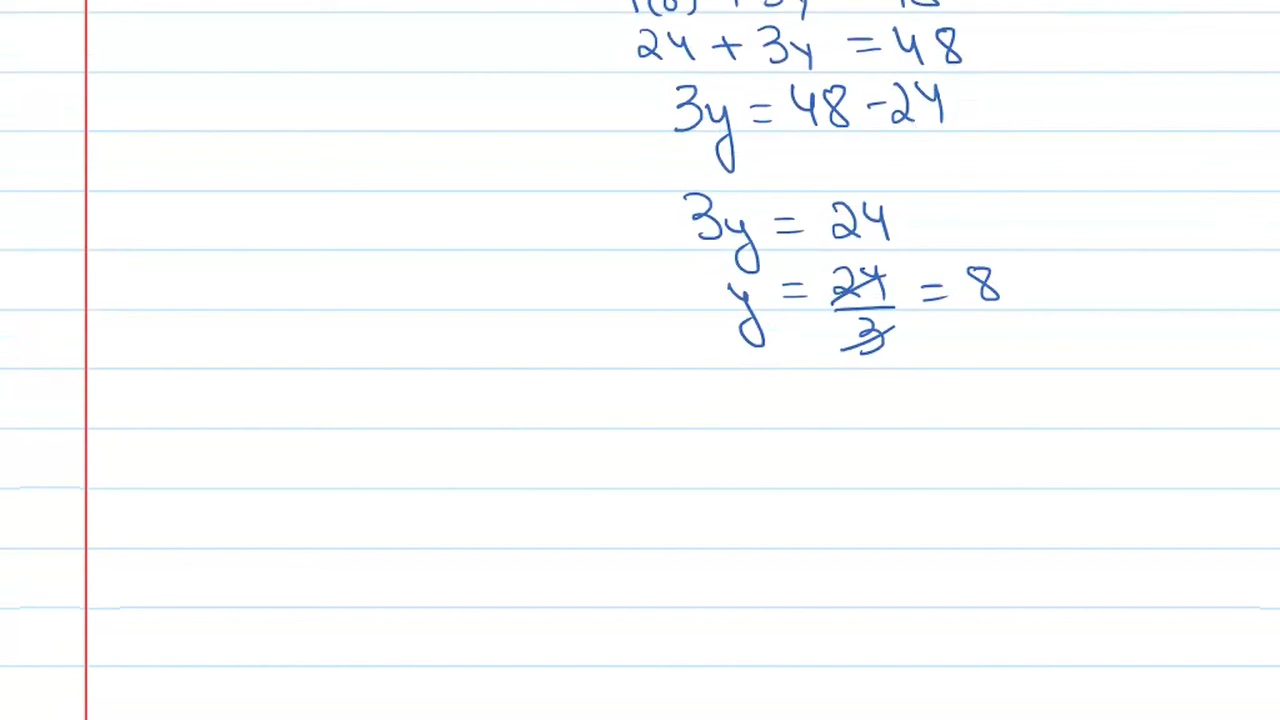 24 + 3y = 48
3y = 48 - 24
3y = 24
y = 24/3 = 8